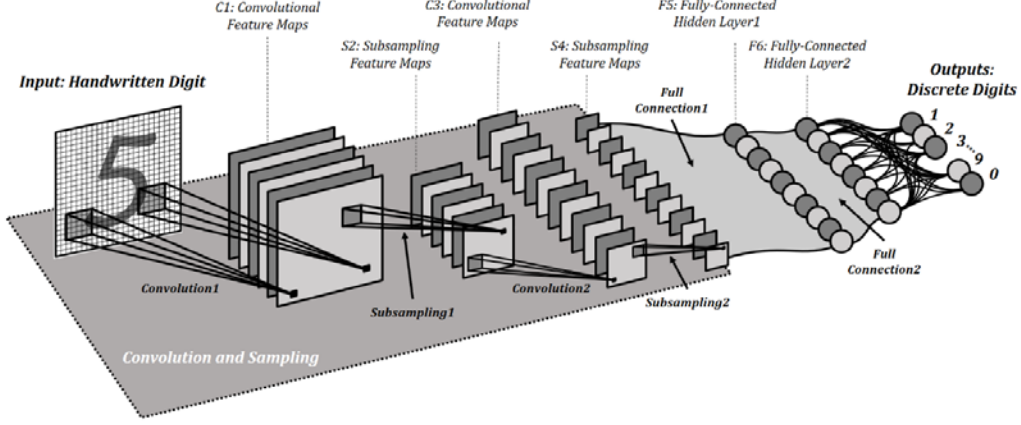 C1: Convolutional
Feature Maps
C3: Convolutional
Feature Maps
F5: Fully-Connected
Hidden Layer1
S2: Subsampling
Feature Maps
S4: Subsampling
Feature Maps
F6: Fully-Connected
Hidden Layer2
Input: Handwritten Digit
Outputs:
Discrete Digits
Full
Connection1
5
1
2
3
...
9
0
Full
Connection2
Convolution1
Subsampling1
Convolution2
Subsampling2
Convolution and Sampling